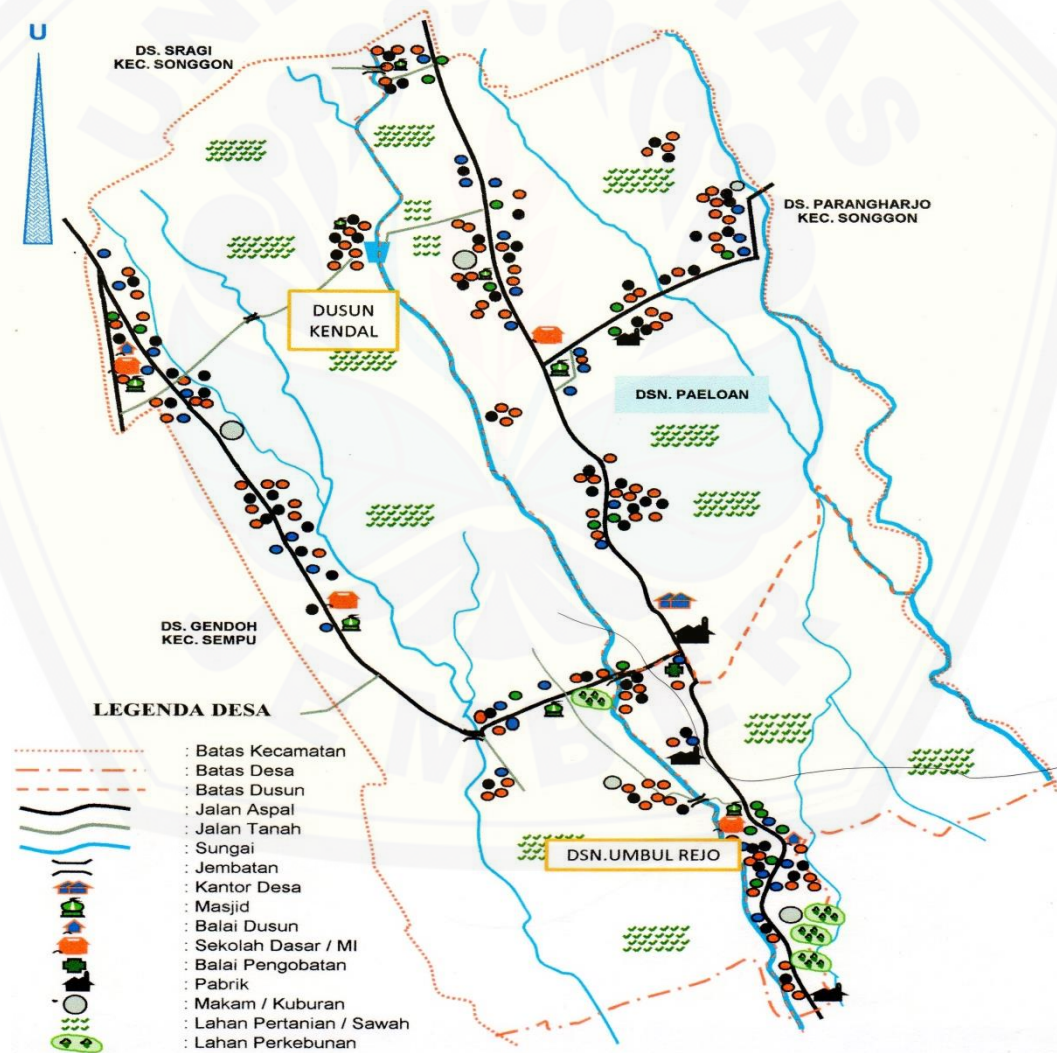 U
DS. SRAGI
KEC. SONGGON
DS. PARANGHARJO
KEC. SONGGON
DUSUN
KENDAL
DSN. PAELOAN
DS. GENDOH
KEC. SEMPU
DSN.UMBUL REJO
LEGENDA DESA
: Batas Kecamatan
: Batas Desa
: Batas Dusun
: Jalan Aspal
: Jalan Tanah
: Sungai
: Jembatan
: Kantor Desa
: Masjid
: Balai Dusun
: Sekolah Dasar / MI
: Balai Pengobatan
: Pabrik
: Makam / Kuburan
: Lahan Pertanian / Sawah
: Lahan Perkebunan